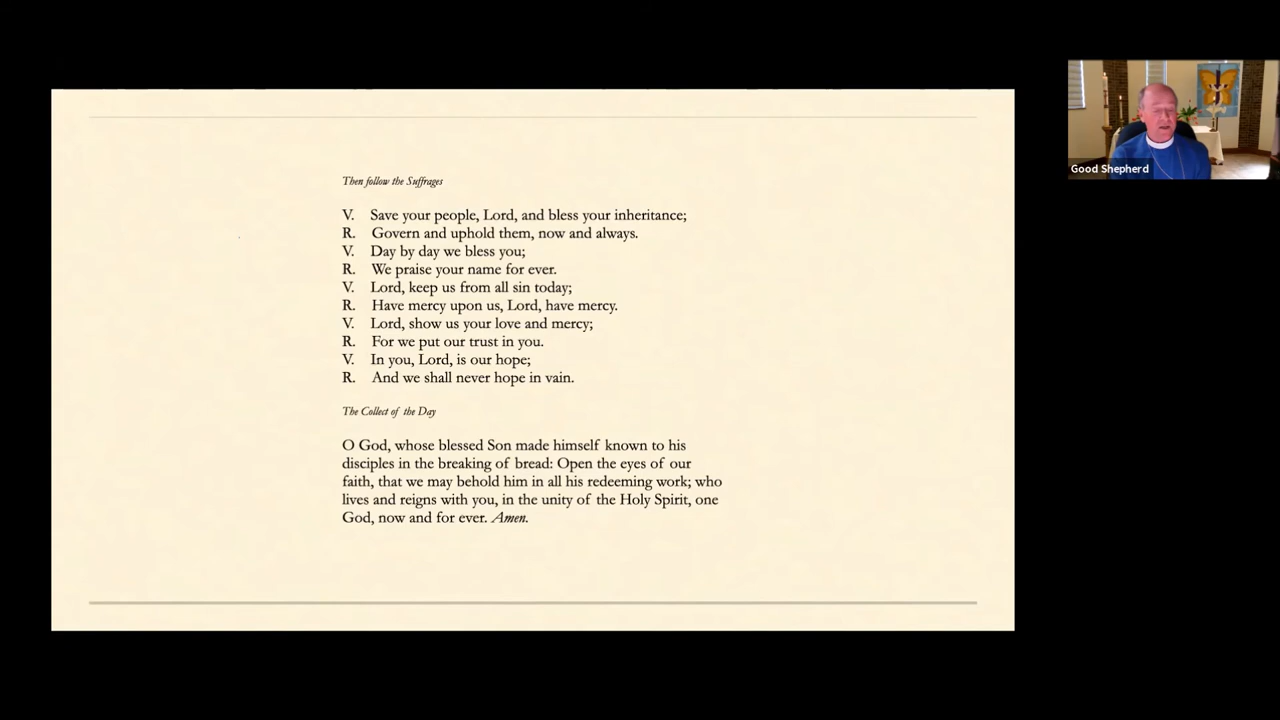 Then follow the Suffrages
V. Save your people, Lord, and bless your inheritance;
R. Govern and uphold them, now and always.
V. Day by day we bless you;
R. We praise your name for ever.
V. Lord, keep us from all sin today;
R. Have mercy upon us, Lord, have mercy.
V. Lord, show us your love and mercy;
R. For we put our trust in you.
V. In you, Lord, is our hope;
R. And we shall never hope in vain.
The Collect of the Day
O God, whose blessed Son made himself known to his
disciples in the breaking of bread: Open the eyes of our
faith, that we may behold him in all his redeeming work; who
lives and reigns with you, in the unity of the Holy Spirit, one
God, now and for ever. Amen.
Good Shepherd